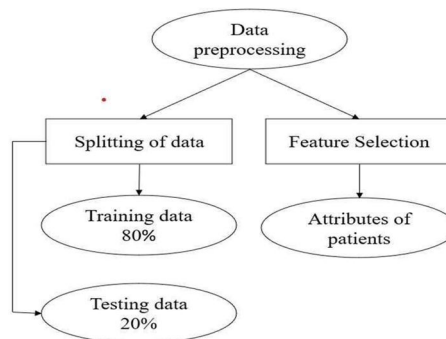 Data
preprocessing
Splitting of data
Feature Selection
Training data
80%
Attributes of
patients
Testing data
20%